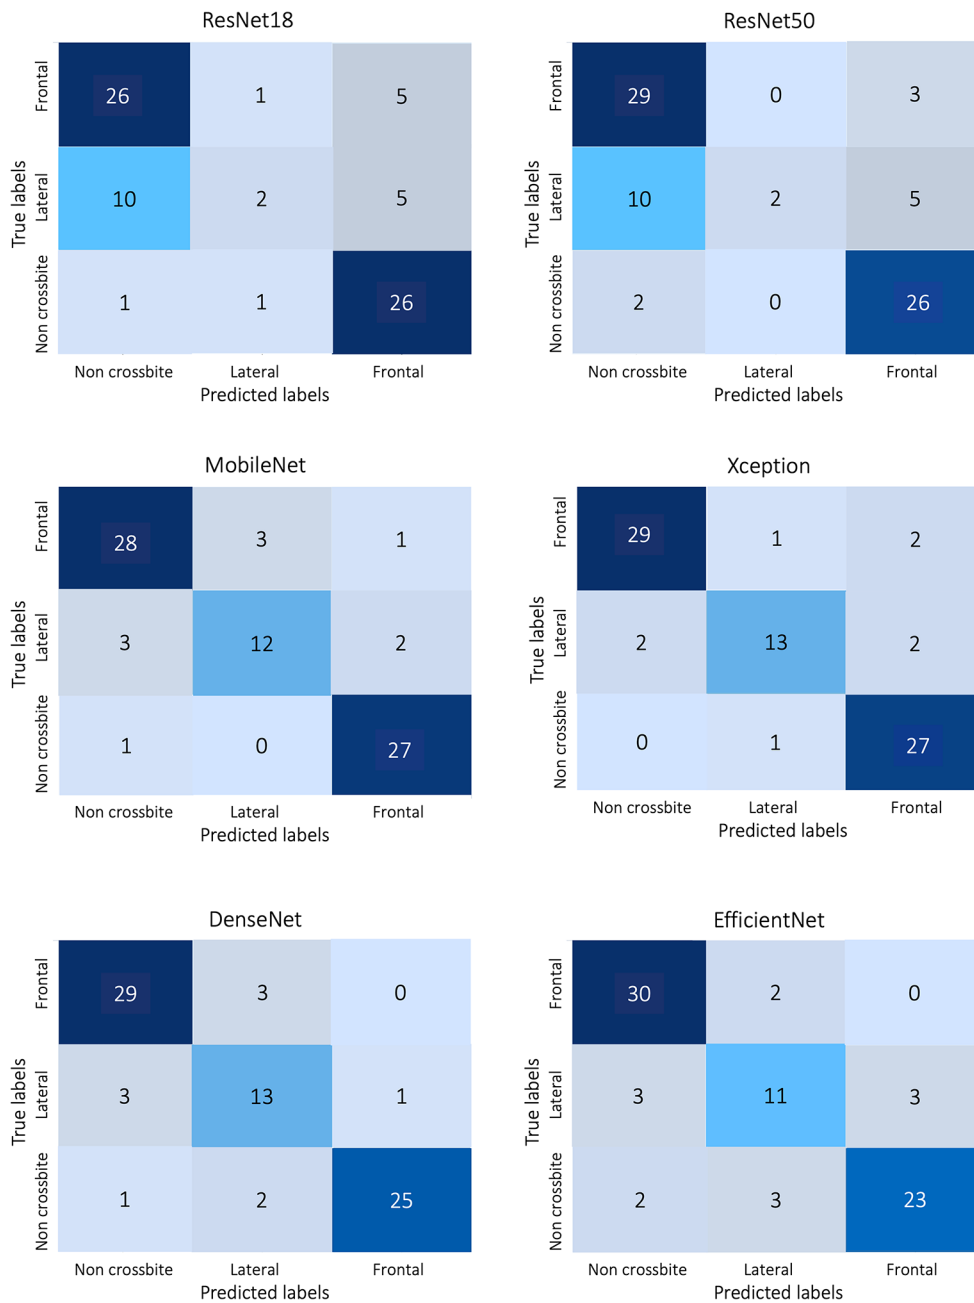 ResNet18
Frontal 26 1 5
True labels
Lateral 10 2 5
Non crossbite 1 1 26
Non crossbite Lateral Frontal
Predicted labels
ResNet50
Frontal 29 0 3
True labels
Lateral 10 2 5
Non crossbite 2 0 26
Non crossbite Lateral Frontal
Predicted labels
MobileNet
Frontal 28 3 1
True labels
Lateral 3 12 2
Non crossbite 1 0 27
Non crossbite Lateral Frontal
Predicted labels
Xception
Frontal 29 1 2
True labels
Lateral 2 13 2
Non crossbite 0 1 27
Non crossbite Lateral Frontal
Predicted labels
DenseNet
Frontal 29 3 0
True labels
Lateral 3 13 1
Non crossbite 1 2 25
Non crossbite Lateral Frontal
Predicted labels
EfficientNet
Frontal 30 2 0
True labels
Lateral 3 11 3
Non crossbite 2 3 23
Non crossbite Lateral Frontal
Predicted labels